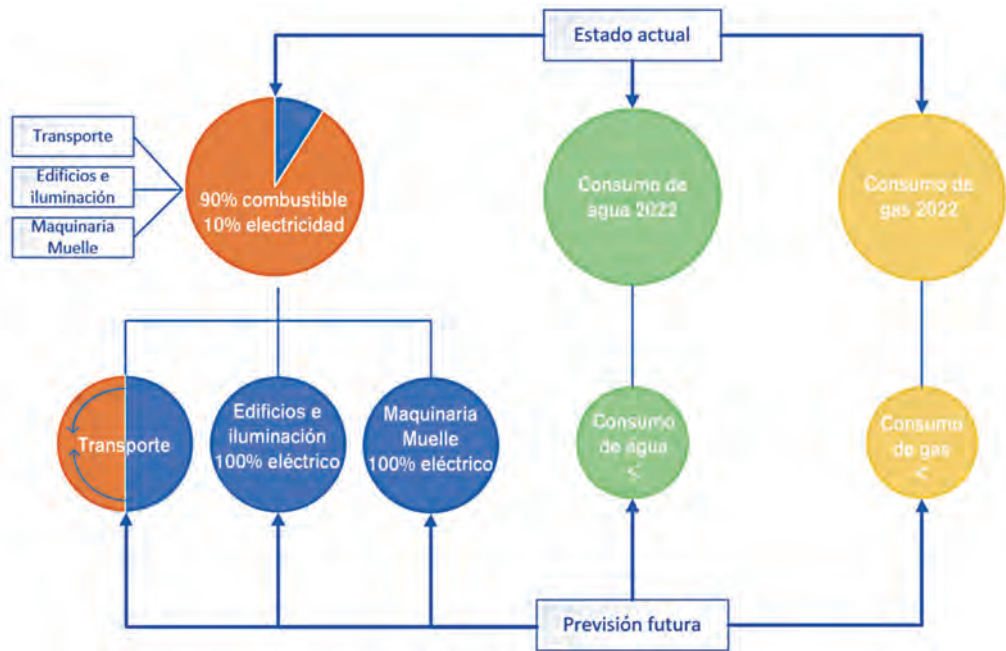 Estado actual
Transporte
Edificios e
iluminación
Maquinaria
Muelle
90% combustible
10% electricidad
Consumo de
agua 2022
Consumo de
gas 2022
Transporte
Edificios e
iluminación
100% eléctrico
Maquinaria
Muelle
100% eléctrico
Consumo
de agua
<
Consumo
de gas
<
Previsión futura